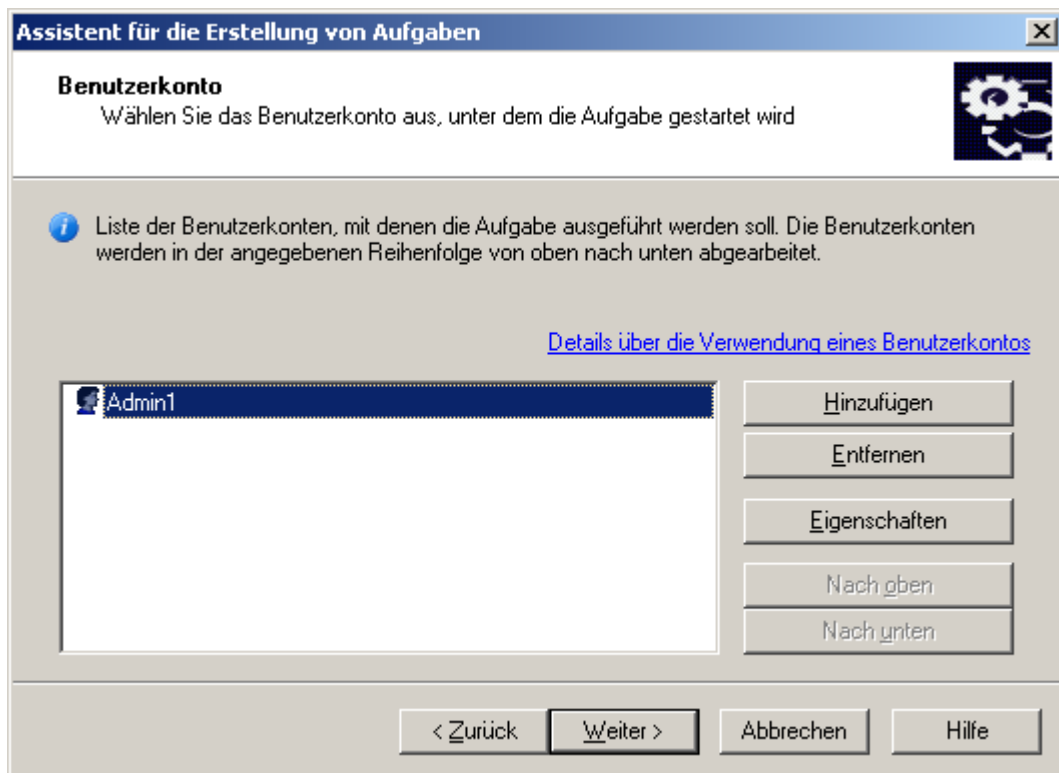 Assistent für die Erstellung von Aufgaben
Benutzerkonto
Wählen Sie das Benutzerkonto aus, unter dem die Aufgabe gestartet wird
Liste der Benutzerkonten, mit denen die Aufgabe ausgeführt werden soll. Die Benutzerkonten
werden in der angegebenen Reihenfolge von oben nach unten abgearbeitet.
Details über die Verwendung eines Benutzerkontos
Admin1
Hinzufügen
Entfernen
Eigenschaften
Nach oben
Nach unten
< Zurück
Weiter >
Abbrechen
Hilfe